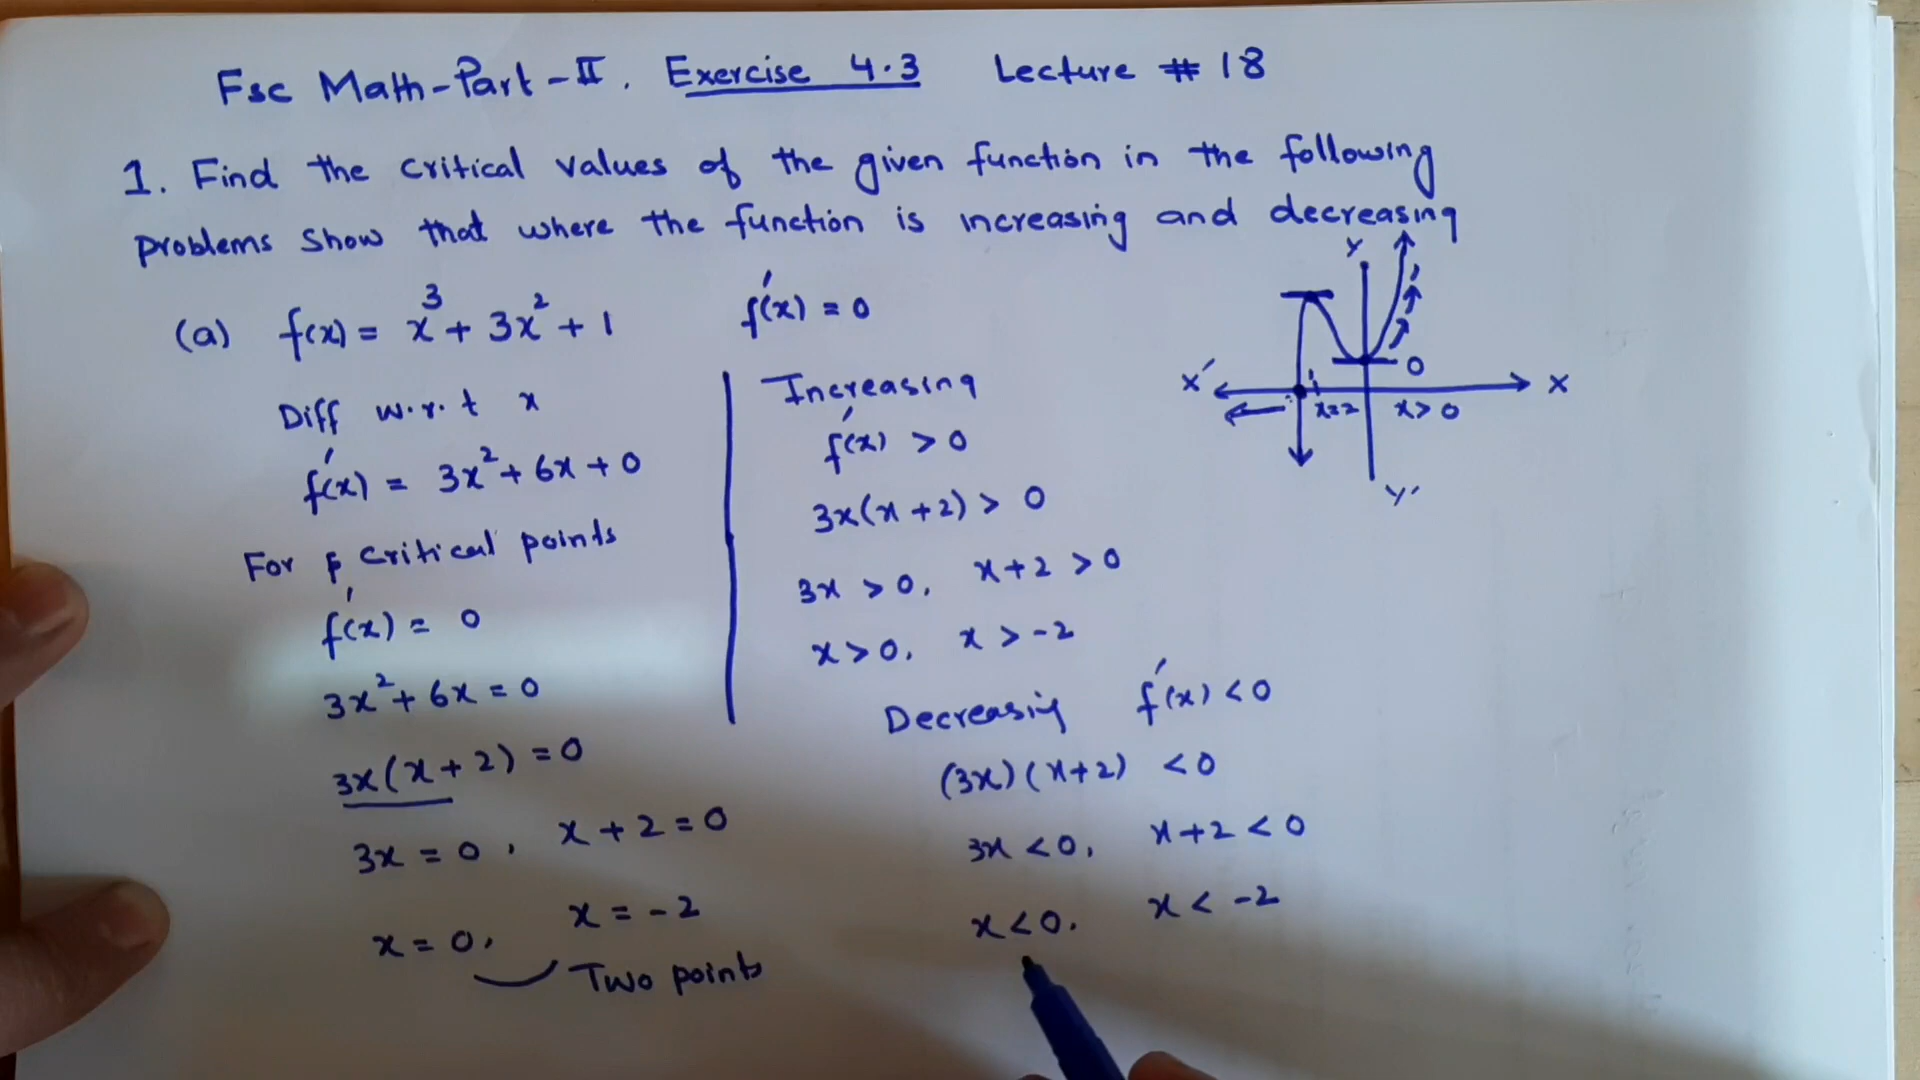 Fsc Math-Part-II. Exercise 4.3 Lecture # 18
1. Find the critical values of the given function in the following
problems show that where the function is increasing and decreasing
(a) f(x) = x³ + 3x² + 1
Diff w.r.t x
f'(x) = 3x² + 6x + 0
For critical points
f'(x) = 0
3x² + 6x = 0
3x(x + 2) = 0
3x = 0, x + 2 = 0
x = 0, x = -2
Two points
f'(x) = 0
Increasing
f'(x) > 0
3x(x + 2) > 0
3x > 0, x + 2 > 0
x > 0, x > -2
Decreasing f'(x) < 0
(3x)(x+2) < 0
3x < 0, x+2 < 0
x < 0, x < -2
Y
0
X' X
x > 0
Y'